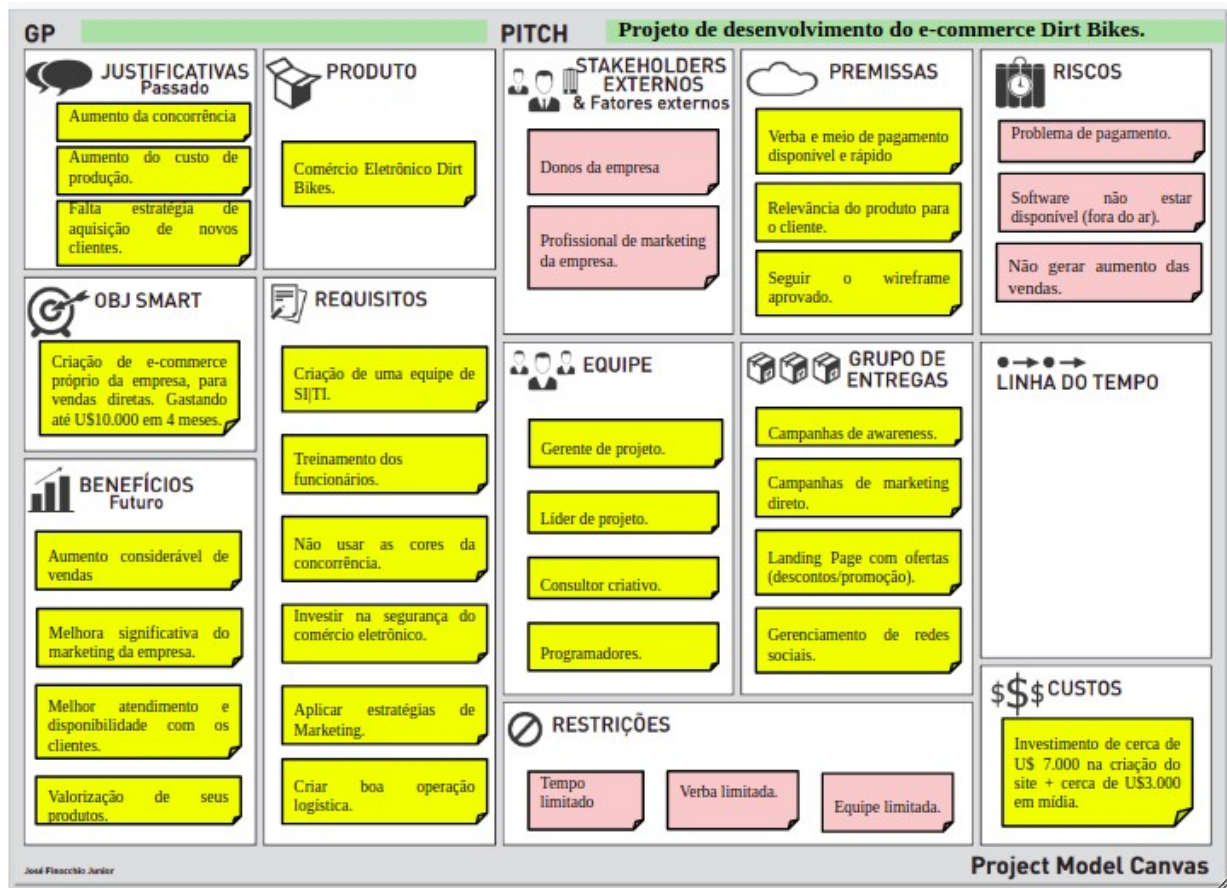 GP
PITCH
Projeto de desenvolvimento do e-commerce Dirt Bikes.
JUSTIFICATIVAS
Passado
Aumento da concorrência
Aumento do custo de
produção.
Falta estratégia de
aquisição de novos
clientes.
OBJ SMART
Criação de e-commerce
próprio da empresa, para
vendas diretas. Gastando
até U$10.000 em 4 meses.
BENEFÍCIOS
Futuro
Aumento considerável de
vendas
Melhora significativa do
marketing da empresa.
Melhor atendimento e
disponibilidade com os
clientes.
Valorização de seus
produtos.
PRODUTO
Comércio Eletrônico Dirt
Bikes.
REQUISITOS
Criação de uma equipe de
SI|TI.
Treinamento dos
funcionários.
Não usar as cores da
concorrência.
Investir na segurança do
comércio eletrônico.
Aplicar estratégias de
Marketing.
Criar boa operação
logística.
STAKEHOLDERS
EXTERNOS
& Fatores externos
Donos da empresa
Profissional de marketing
da empresa.
EQUIPE
Gerente de projeto.
Líder de projeto.
Consultor criativo.
Programadores.
PREMISSAS
Verba e meio de pagamento
disponível e rápido
Relevância do produto para
o cliente.
Seguir o wireframe
aprovado.
GRUPO DE
ENTREGAS
Campanhas de awareness.
Campanhas de marketing
direto.
Landing Page com ofertas
(descontos/promoção).
Gerenciamento de redes
sociais.
RESTRIÇÕES
Tempo
limitado
Verba limitada.
Equipe limitada.
RISCOS
Problema de pagamento.
Software não estar
disponível (fora do ar).
Não gerar aumento das
vendas.
LINHA DO TEMPO
$$$ CUSTOS
Investimento de cerca de
U$ 7.000 na criação do
site + cerca de U$3.000
em mídia.
José Finocchio Junior
Project Model Canvas